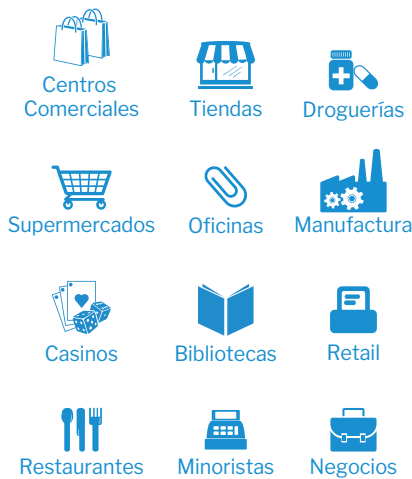 Centros
Comerciales
Tiendas
Droguerías
Supermercados
Oficinas
Manufactura
Casinos
Bibliotecas
Retail
Restaurantes
Minoristas
Negocios